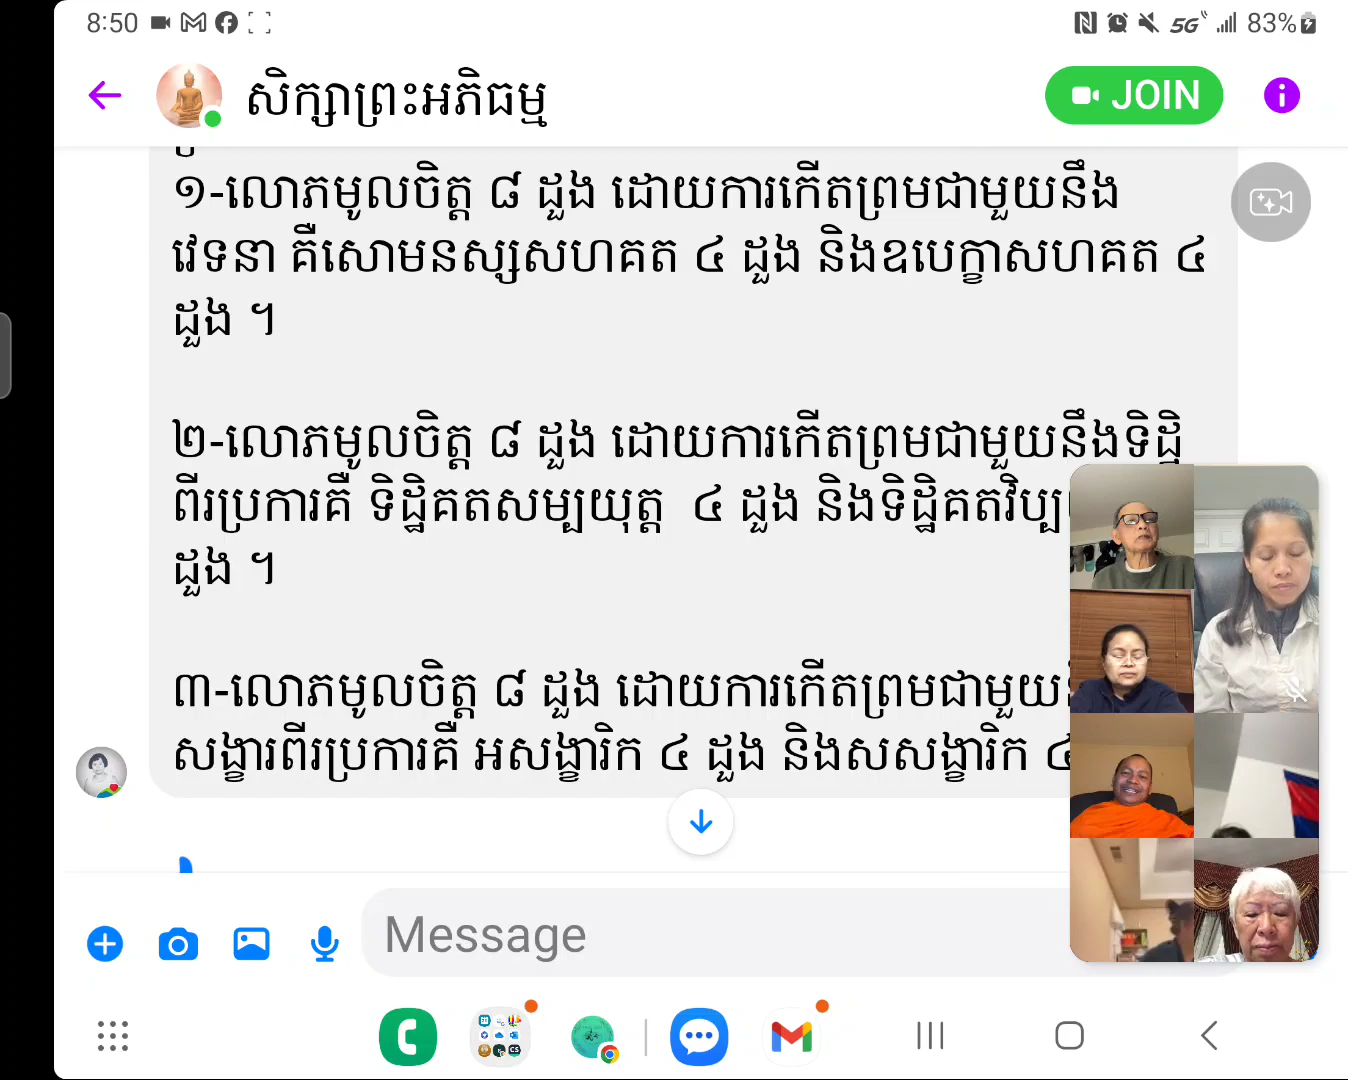 8:50
5G 83%
សិក្សាព្រះអភិធម្ម
JOIN
១-លោភមូលចិត្ត ៨ ដួង ដោយការកើតព្រមជាមួយនឹង
វេទនា គឺសោមនស្សសហគត ៤ ដួង និងឧបេក្ខាសហគត ៤
ដួង ។
២-លោភមូលចិត្ត ៨ ដួង ដោយការកើតព្រមជាមួយនឹងទិដ្ឋិ
ពីរប្រការគឺ ទិដ្ឋិគតសម្បយុត្ត ៤ ដួង និងទិដ្ឋិគតវិប្ប
ដួង ។
៣-លោភមូលចិត្ត ៨ ដួង ដោយការកើតព្រមជាមួយ
សង្ខារពីរប្រការគឺ អសង្ខារិក ៤ ដួង និងសសង្ខារិក ៤
Message